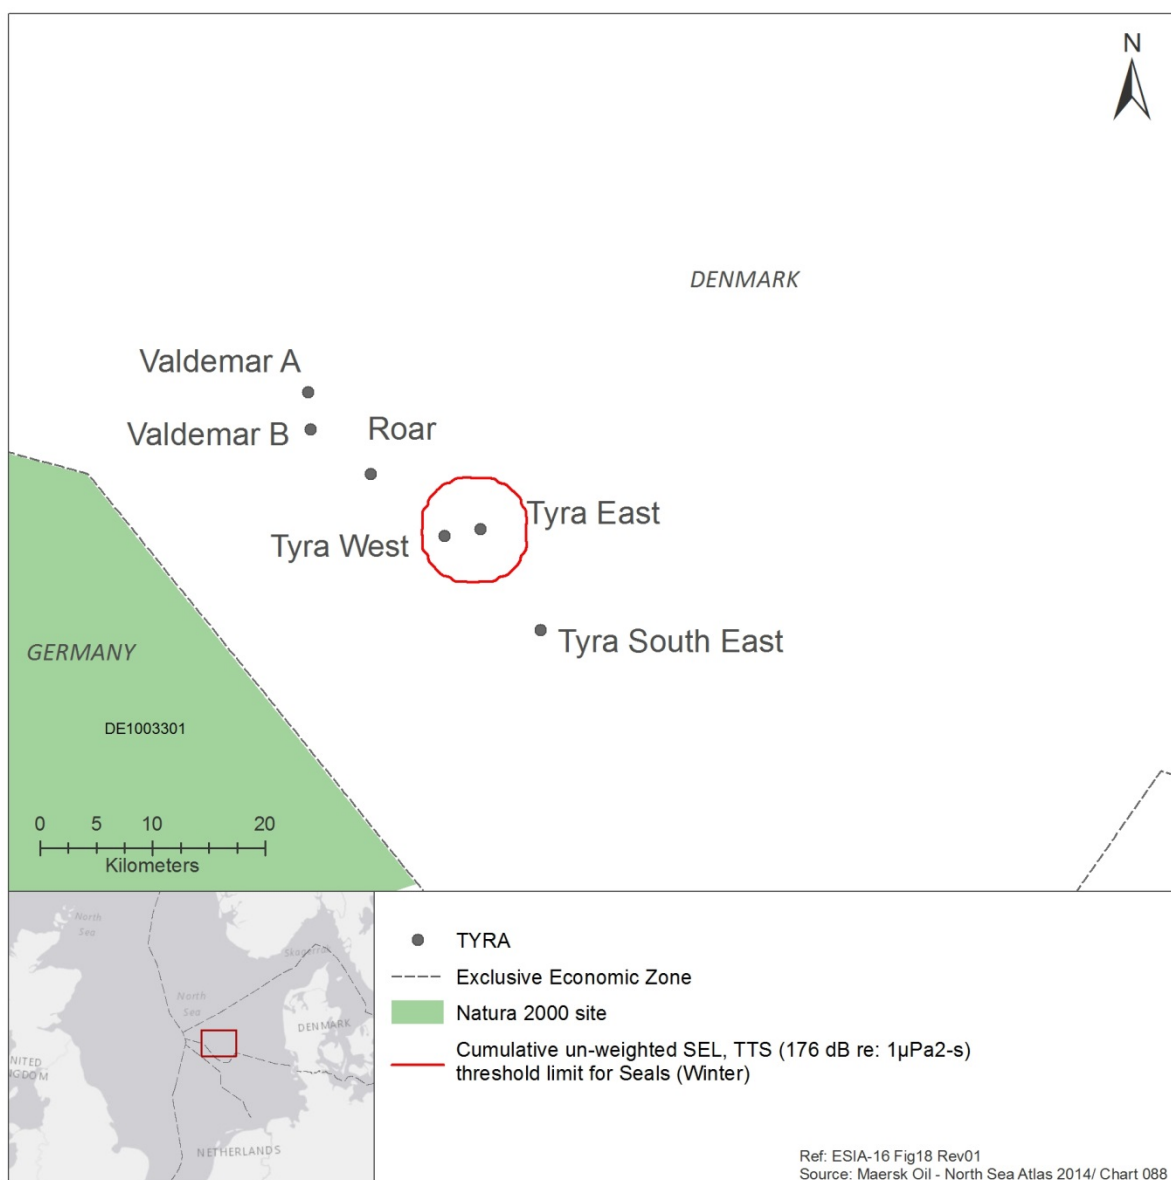 N
DENMARK
Valdemar A
Valdemar B
Roar
Tyra East
Tyra West
Tyra South East
GERMANY
DE1003301
0 5 10 20
Kilometers
North
Sea
Skagerrak
North
Sea
DENMARK
NITED
NGDOM
NETHERLANDS
TYRA
Exclusive Economic Zone
Natura 2000 site
Cumulative un-weighted SEL, TTS (176 dB re: 1µPa2-s)
threshold limit for Seals (Winter)
Ref: ESIA-16 Fig18 Rev01
Source: Maersk Oil - North Sea Atlas 2014/ Chart 088